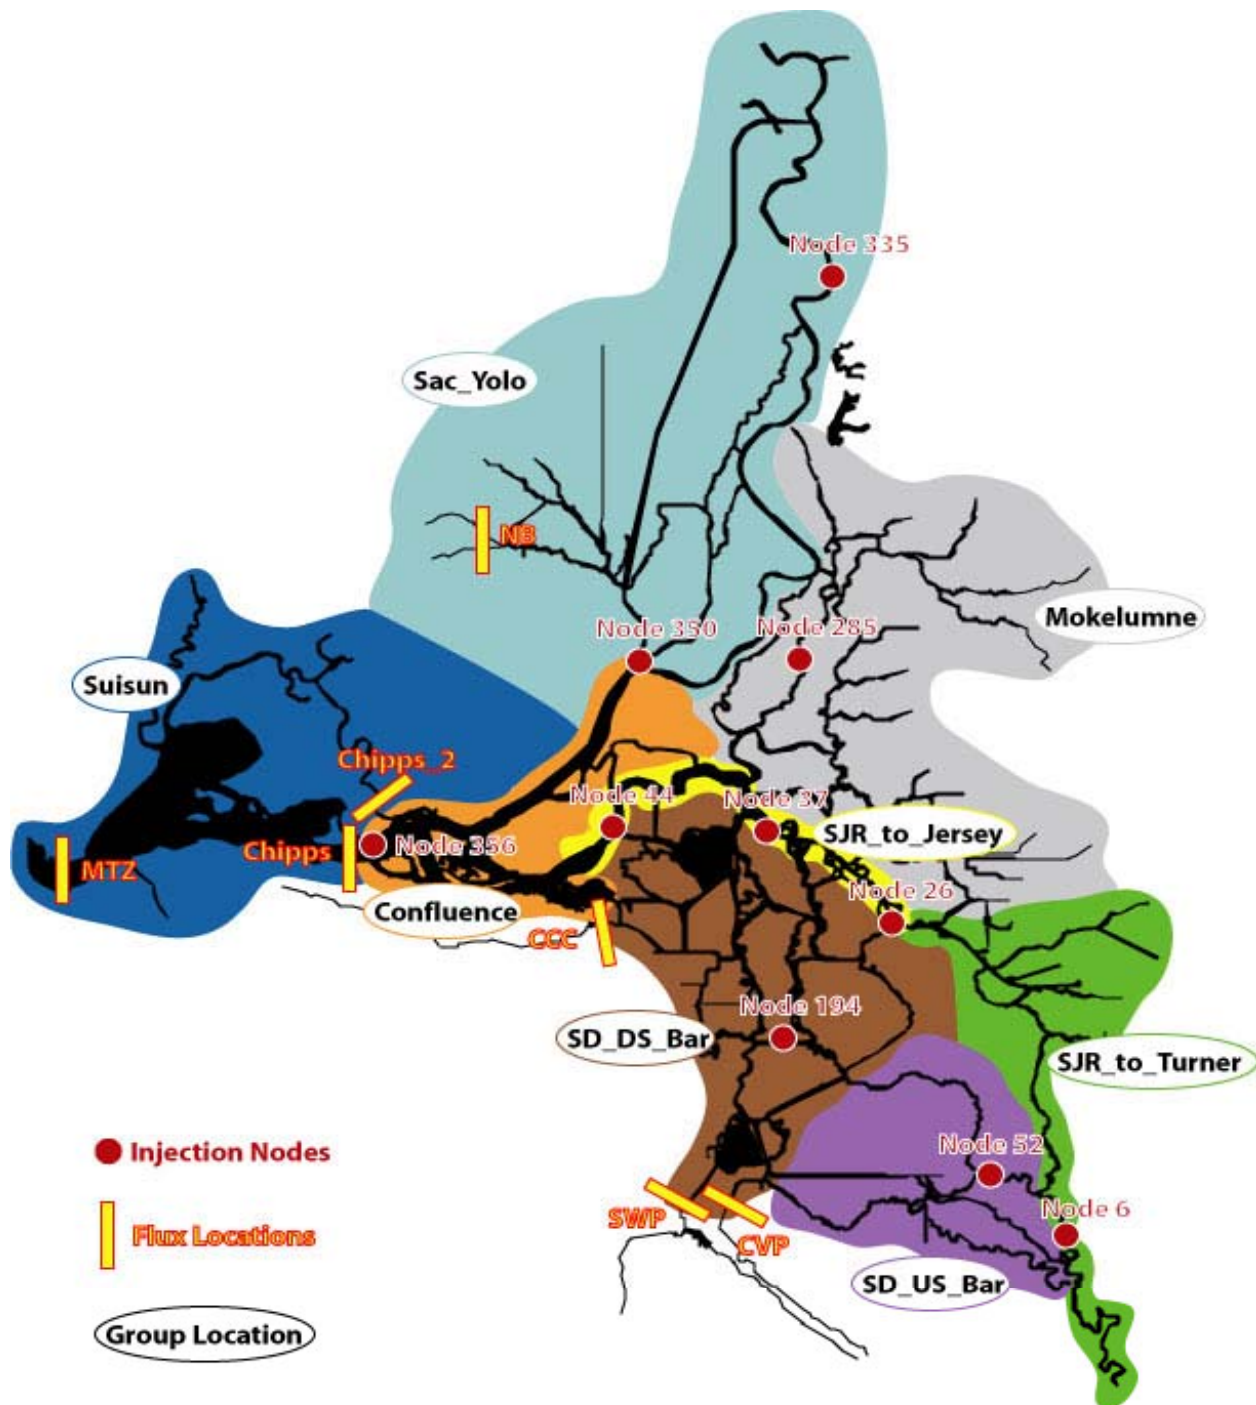 Node 335
Sac_Yolo
NB
Mokelumne
Node 350
Node 285
Suisun
Chipps_2
Node 44
Node 37
SJR_to_Jersey
Chipps
Node 356
MTZ
Node 26
Confluence
CCC
Node 194
SD_DS_Bar
SJR_to_Turner
Node 52
Injection Nodes
Node 6
SWP
Flux Locations
CVP
SD_US_Bar
Group Location